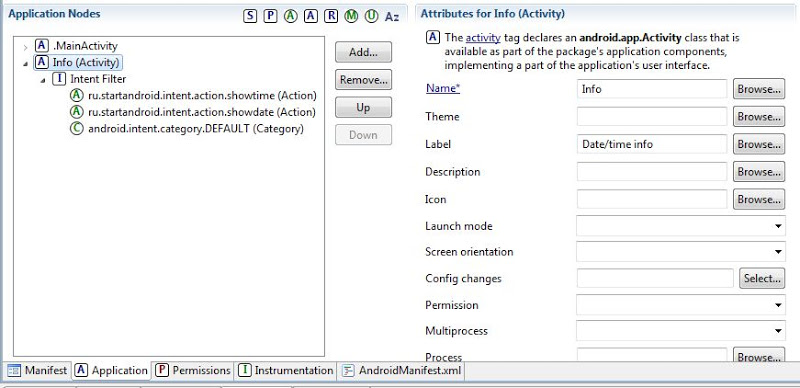 Application Nodes
S P A A R M U Az
A .MainActivity
A Info (Activity)
I Intent Filter
A ru.startandroid.intent.action.showtime (Action)
A ru.startandroid.intent.action.showdate (Action)
C android.intent.category.DEFAULT (Category)
Add...
Remove...
Up
Down
Attributes for Info (Activity)
A The activity tag declares an android.app.Activity class that is
available as part of the package's application components,
implementing a part of the application's user interface.
Name* Info Browse...
Theme Browse...
Label Date/time info Browse...
Description Browse...
Icon Browse...
Launch mode
Screen orientation
Config changes Select...
Permission
Multiprocess
Process Browse...
Manifest A Application P Permissions I Instrumentation AndroidManifest.xml